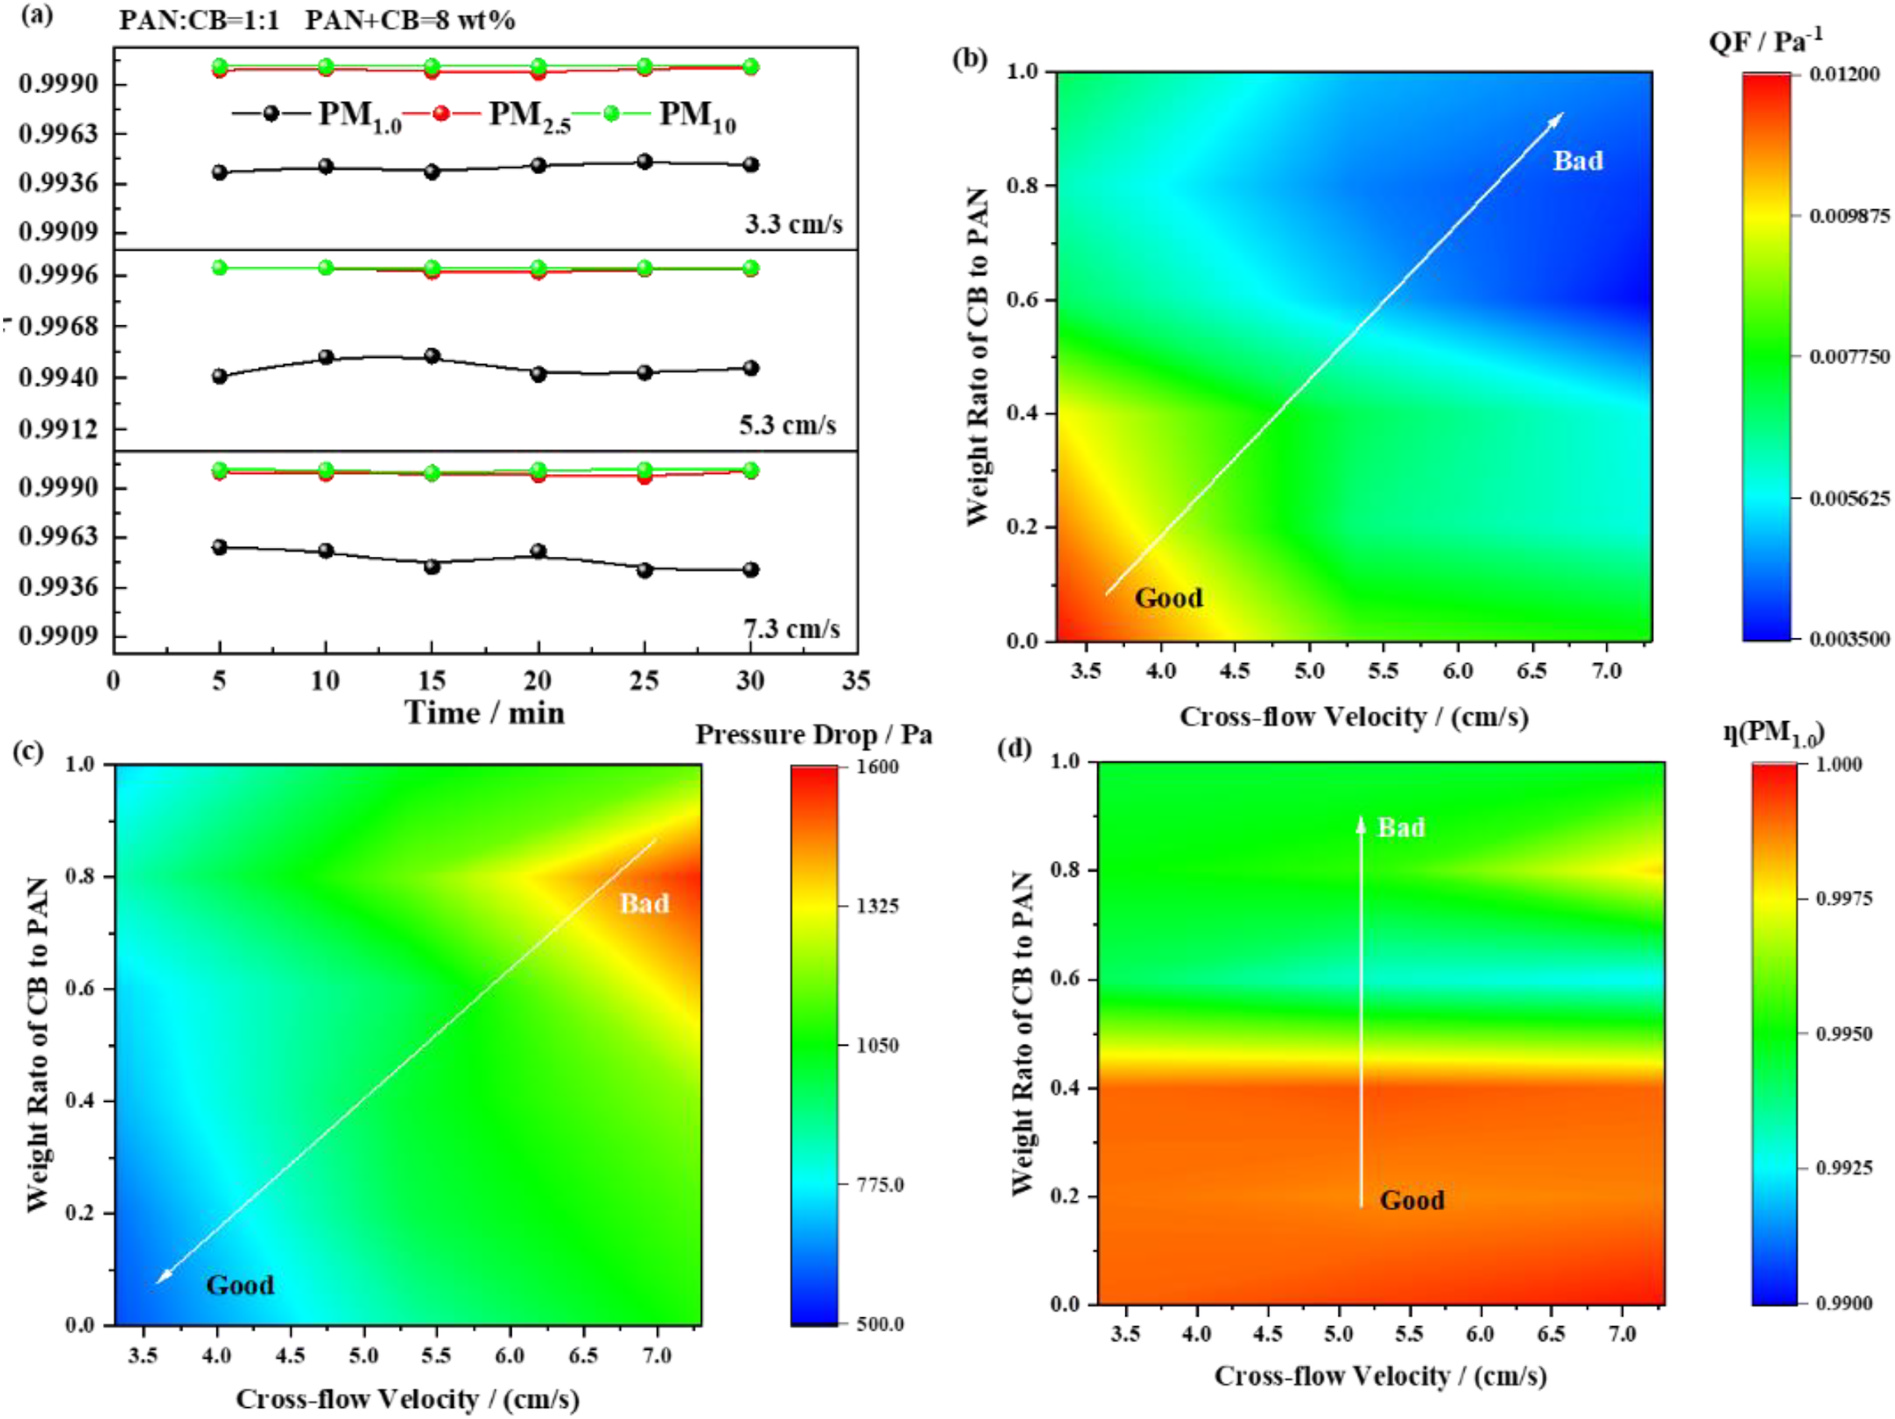 (a)
PAN:CB=1:1 PAN+CB=8 wt%
0.9990
PM1.0 PM2.5 PM10
0.9963
0.9936
0.9909
3.3 cm/s
0.9996
0.9968
0.9940
0.9912
5.3 cm/s
0.9990
0.9963
0.9936
0.9909
7.3 cm/s
0 5 10 15 20 25 30 35
Time / min
(b)
QF / Pa-1
Weight Rato of CB to PAN
1.0
0.8
0.6
0.4
0.2
0.0
Bad
Good
3.5 4.0 4.5 5.0 5.5 6.0 6.5 7.0
Cross-flow Velocity / (cm/s)
0.01200
0.009875
0.007750
0.005625
0.003500
(c)
Pressure Drop / Pa
Weight Rato of CB to PAN
1.0
0.8
0.6
0.4
0.2
0.0
Bad
Good
3.5 4.0 4.5 5.0 5.5 6.0 6.5 7.0
Cross-flow Velocity / (cm/s)
1600
1325
1050
775.0
500.0
(d)
η(PM1.0)
Weight Rato of CB to PAN
1.0
0.8
0.6
0.4
0.2
0.0
Bad
Good
3.5 4.0 4.5 5.0 5.5 6.0 6.5 7.0
Cross-flow Velocity / (cm/s)
1.000
0.9975
0.9950
0.9925
0.9900